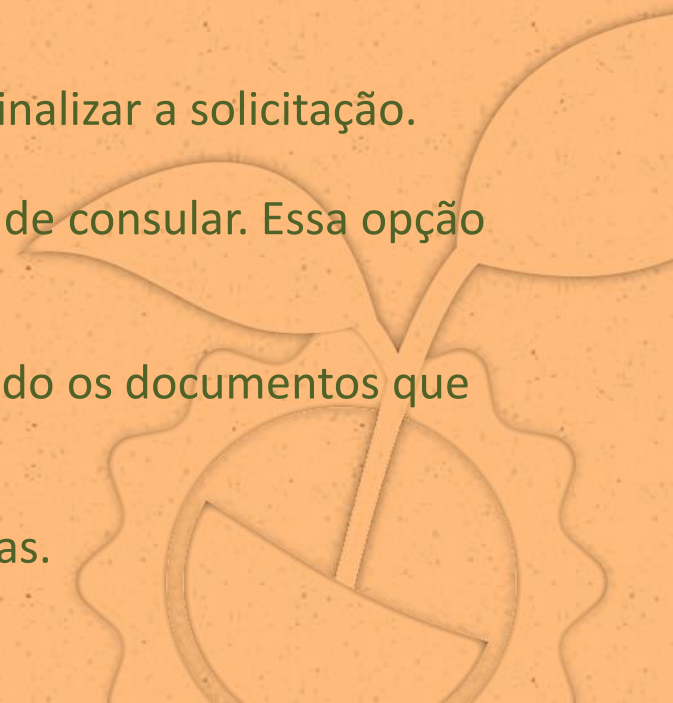 inalizar a solicitação.
de consular. Essa opção
do os documentos que
as.